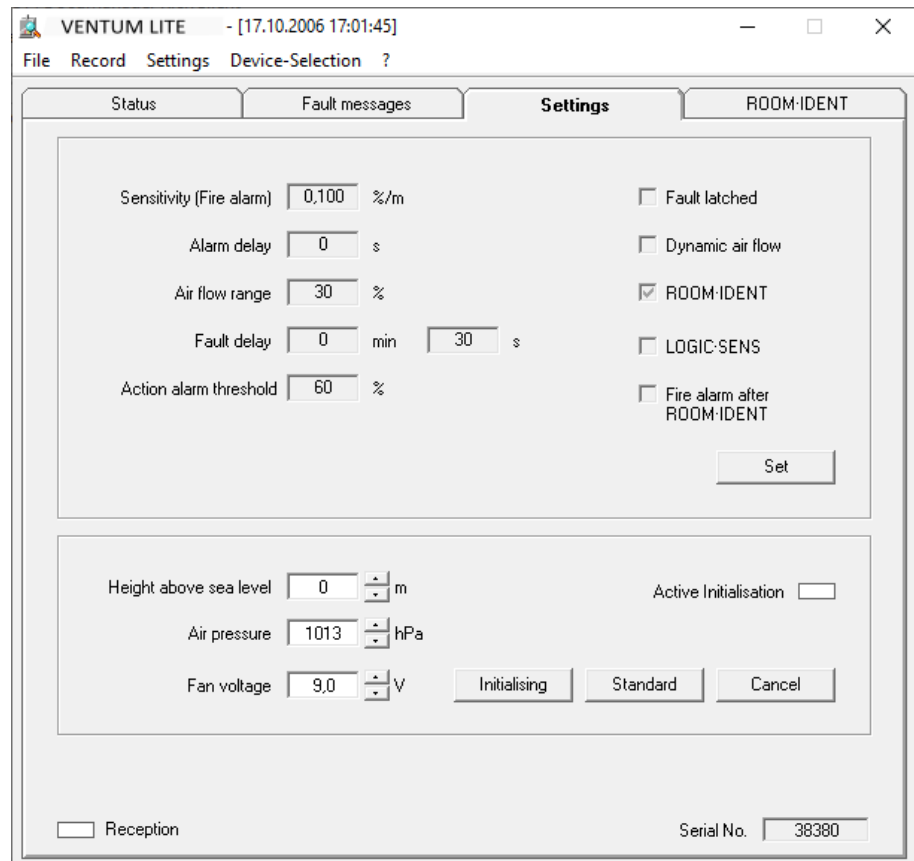 VENTUM LITE - [17.10.2006 17:01:45]
File Record Settings Device-Selection ?
Status Fault messages Settings ROOM·IDENT
Sensitivity (Fire alarm) 0,100 %/m Fault latched
Alarm delay 0 s Dynamic air flow
Air flow range 30 % ROOM·IDENT
Fault delay 0 min 30 s LOGIC·SENS
Action alarm threshold 60 % Fire alarm after
ROOM·IDENT
Set
Height above sea level 0 m Active Initialisation
Air pressure 1013 hPa
Fan voltage 9,0 V Initialising Standard Cancel
Reception Serial No. 38380